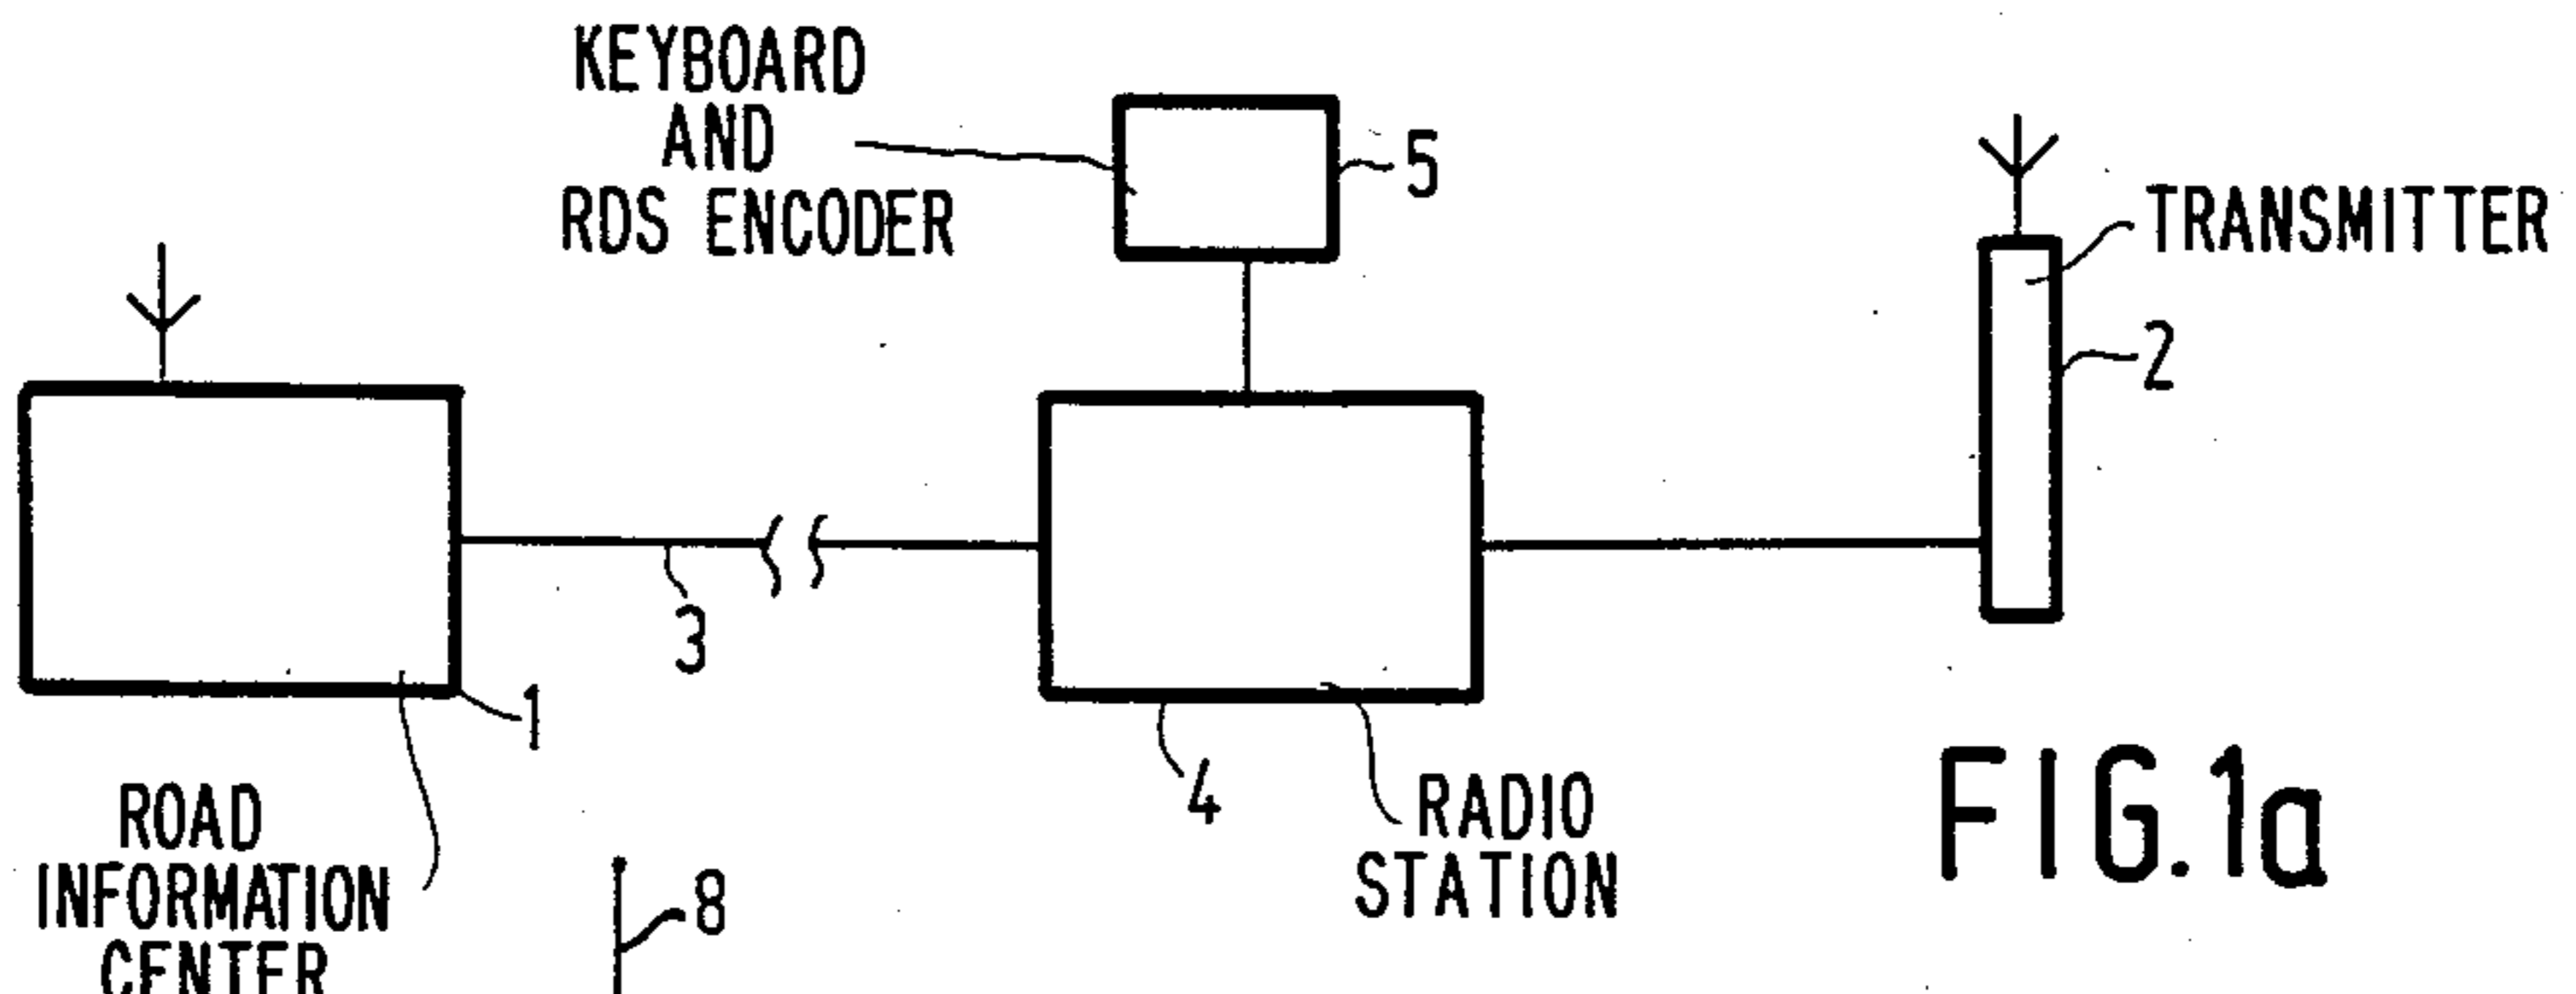 KEYBOARD
AND
RDS ENCODER
5
TRANSMITTER
2
3
1
4
ROAD
INFORMATION
CENTER
RADIO
STATION
8
FIG.1a